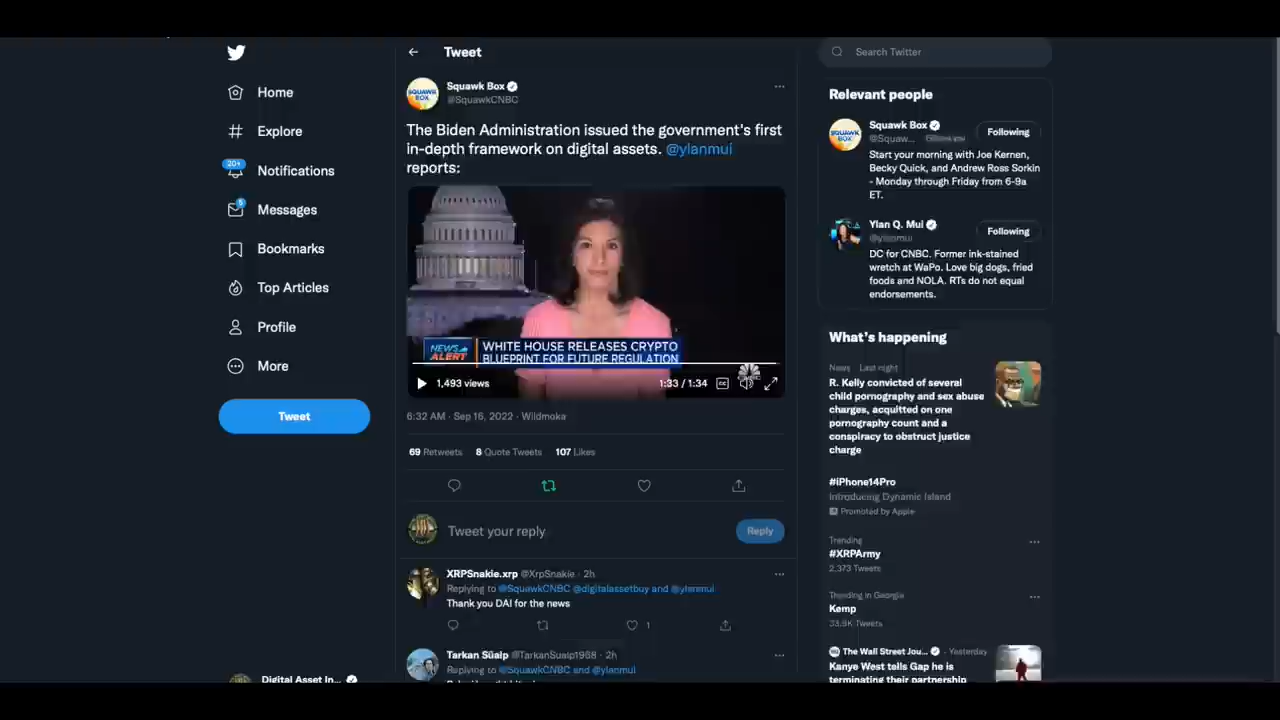 Home
Explore
20+
Notifications
5
Messages
Bookmarks
Top Articles
Profile
More
Tweet
Digital Asset In...
Tweet
Squawk Box
@SquawkCNBC
The Biden Administration issued the government's first
in-depth framework on digital assets. @ylanmui
reports:
NEWS ALERT
WHITE HOUSE RELEASES CRYPTO
BLUEPRINT FOR FUTURE REGULATION
1,493 views
1:33 / 1:34
CC
6:32 AM · Sep 16, 2022 · Wildmoka
69 Retweets 8 Quote Tweets 107 Likes
Tweet your reply
Reply
XRPSnakie.xrp @XrpSnakie · 2h
Replying to @SquawkCNBC @digitalassetbuy and @ylanmui
Thank you DAI for the news
1
Tarkan Süalp @TarkanSualp1968 · 2h
Replying to @SquawkCNBC and @ylanmui
Search Twitter
Relevant people
Squawk Box
@Squaw...
Follows you
Following
Start your morning with Joe Kernen,
Becky Quick, and Andrew Ross Sorkin
- Monday through Friday from 6-9a
ET.
Ylan Q. Mui
@ylanmui
Following
DC for CNBC. Former ink-stained
wretch at WaPo. Love big dogs, fried
foods and NOLA. RTs do not equal
endorsements.
What's happening
News · Last night
R. Kelly convicted of several
child pornography and sex abuse
charges, acquitted on one
pornography count and a
conspiracy to obstruct justice
charge
#iPhone14Pro
Introducing Dynamic Island
Promoted by Apple
Trending
#XRPArmy
2,373 Tweets
Trending in Georgia
Kemp
33.9K Tweets
The Wall Street Jou... · Yesterday
Kanye West tells Gap he is
terminating their partnership